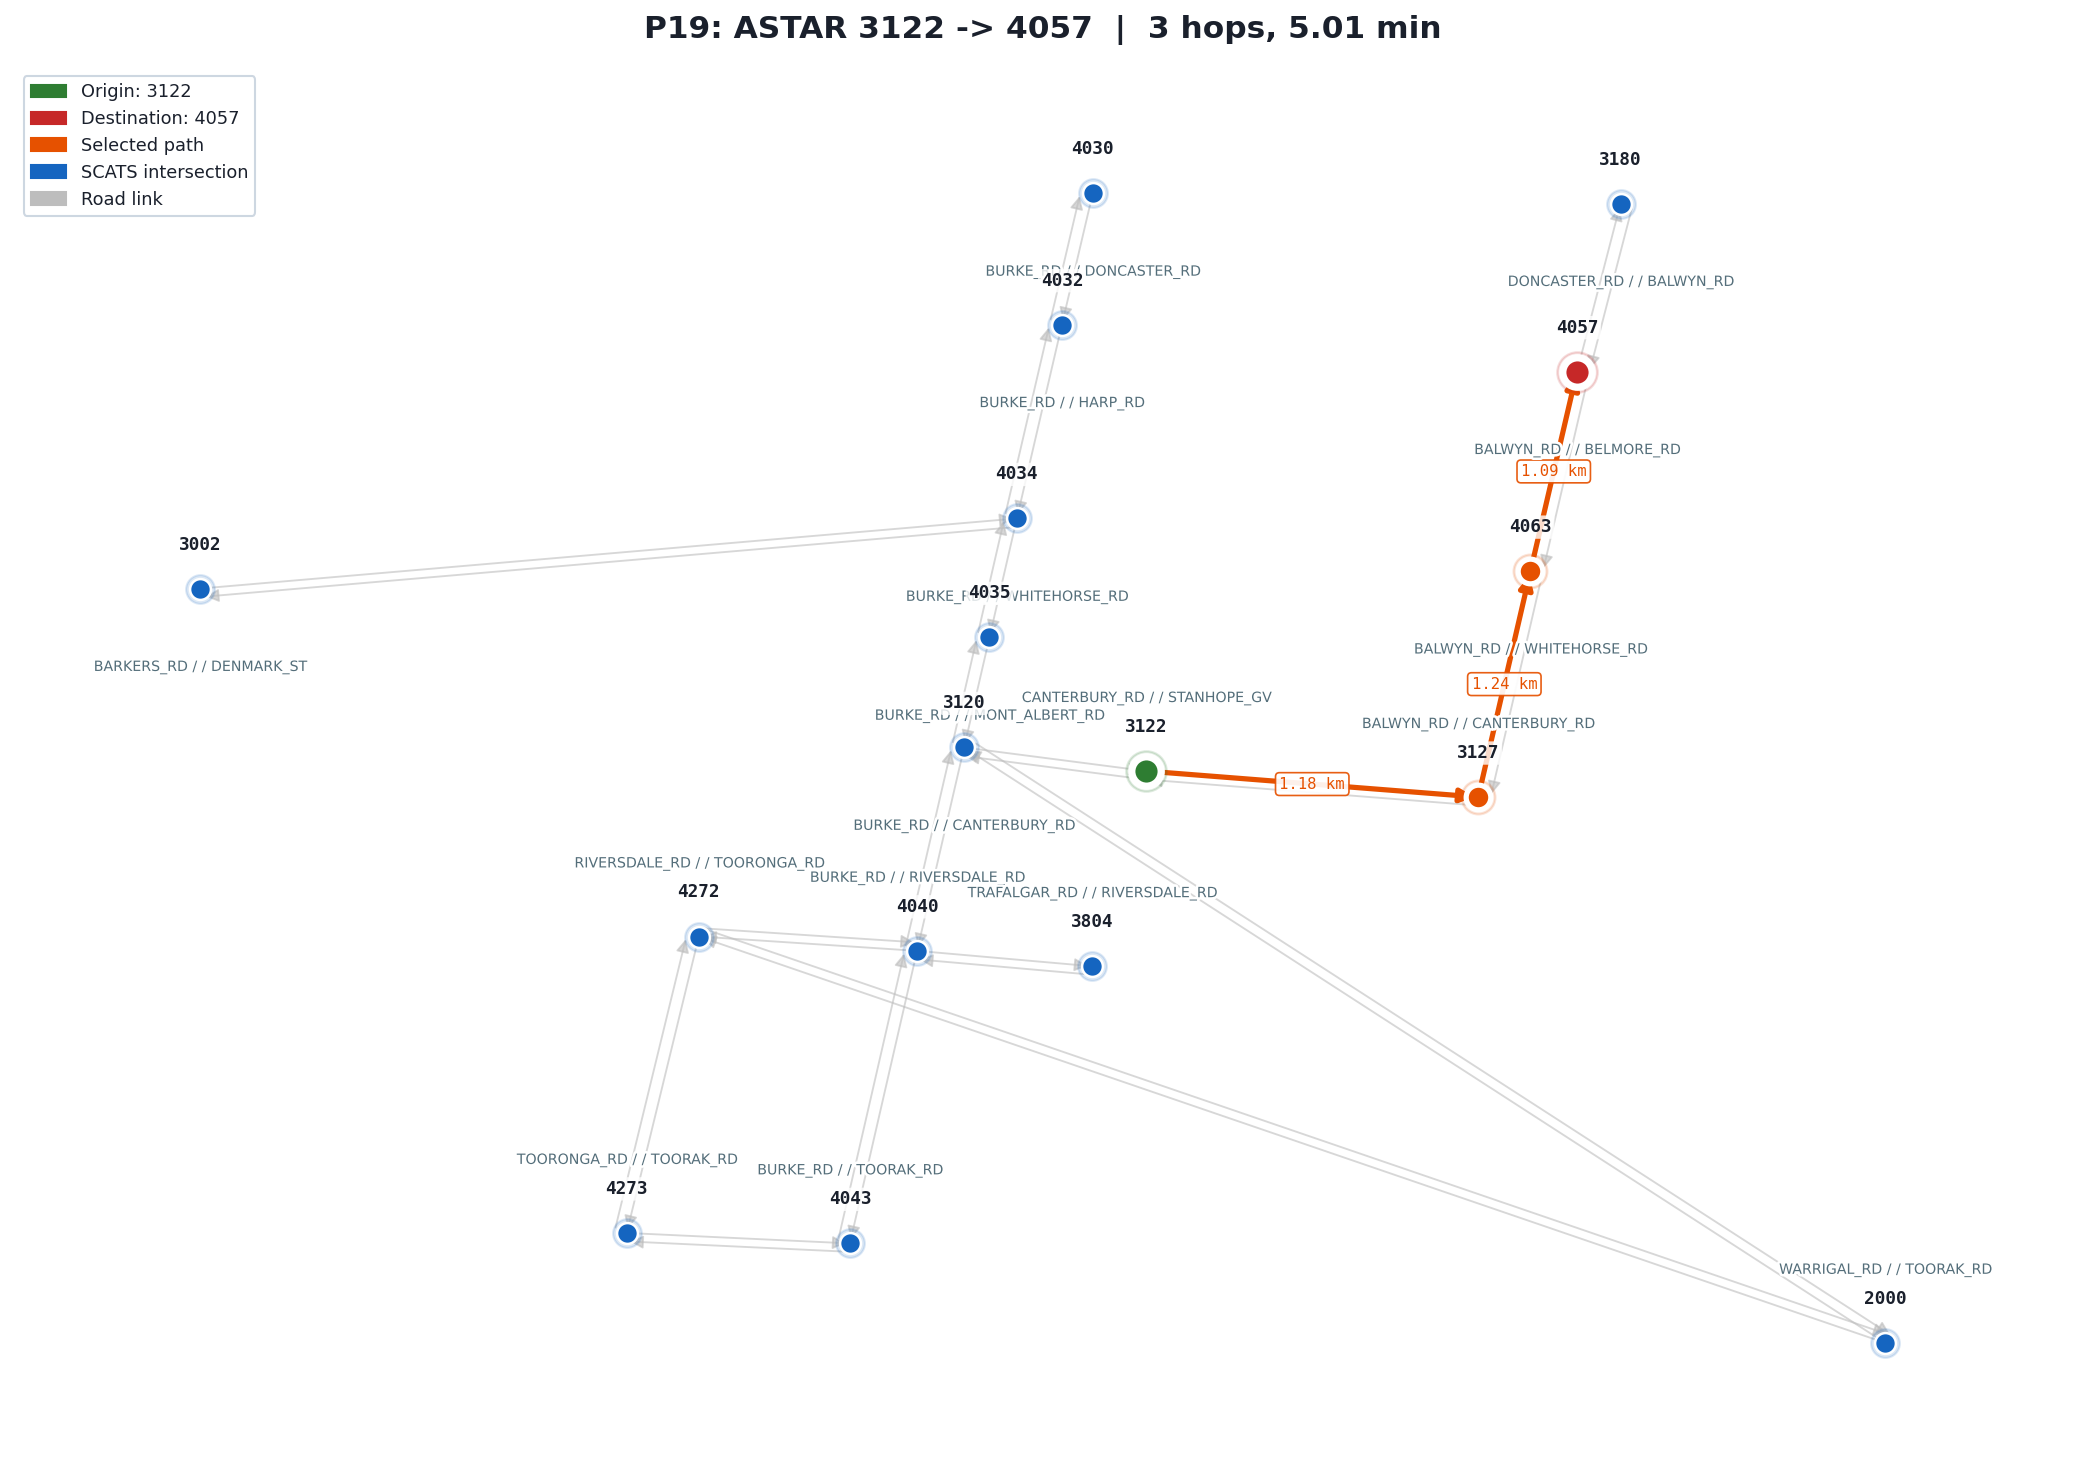 P19: ASTAR 3122 -> 4057  |  3 hops, 5.01 min
Origin: 3122
Destination: 4057
Selected path
SCATS intersection
Road link
4030
3180
BURKE_RD / / DONCASTER_RD
4032
DONCASTER_RD / / BALWYN_RD
4057
BURKE_RD / / HARP_RD
BALWYN_RD / / BELMORE_RD
1.09 km
4034
4063
3002
BURKE_RD / / WHITEHORSE_RD
4035
BARKERS_RD / / DENMARK_ST
BALWYN_RD / / WHITEHORSE_RD
1.24 km
CANTERBURY_RD / / STANHOPE_GV
3120
BURKE_RD / / MONT_ALBERT_RD
3122
BALWYN_RD / / CANTERBURY_RD
3127
1.18 km
BURKE_RD / / CANTERBURY_RD
RIVERSDALE_RD / / TOORONGA_RD
BURKE_RD / / RIVERSDALE_RD
TRAFALGAR_RD / / RIVERSDALE_RD
4272
4040
3804
TOORONGA_RD / / TOORAK_RD
BURKE_RD / / TOORAK_RD
4273
4043
WARRIGAL_RD / / TOORAK_RD
2000